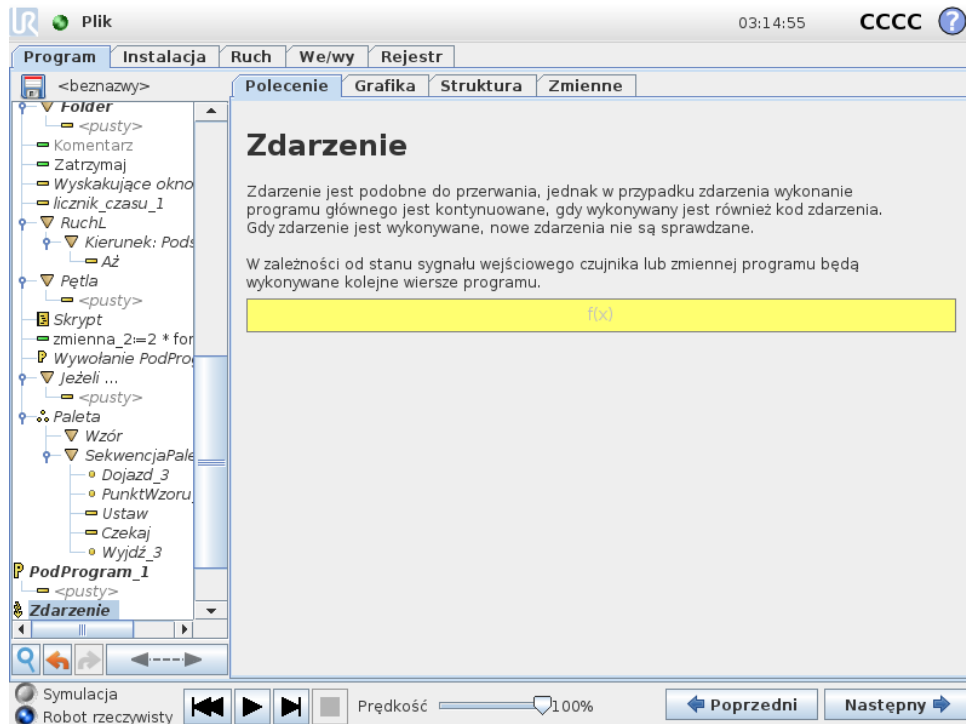 UR Plik 03:14:55 CCCC ?
Program Instalacja Ruch We/wy Rejestr
<beznazwy>
Polecenie Grafika Struktura Zmienne
Folder
<pusty>
Komentarz
Zatrzymaj
Wyskakujące okno
licznik_czasu_1
RuchL
Kierunek: Pods
Aż
Pętla
<pusty>
Skrypt
zmienna_2:=2 * for
P Wywołanie PodPro
Jeżeli ...
<pusty>
Paleta
Wzór
SekwencjaPale
Dojazd_3
PunktWzoru_
Ustaw
Czekaj
Wyjdź_3
P PodProgram_1
<pusty>
Zdarzenie
Zdarzenie
Zdarzenie jest podobne do przerwania, jednak w przypadku zdarzenia wykonanie
programu głównego jest kontynuowane, gdy wykonywany jest również kod zdarzenia.
Gdy zdarzenie jest wykonywane, nowe zdarzenia nie są sprawdzane.
W zależności od stanu sygnału wejściowego czujnika lub zmiennej programu będą
wykonywane kolejne wiersze programu.
f(x)
Symulacja
Robot rzeczywisty
Prędkość 100%
Poprzedni Następny